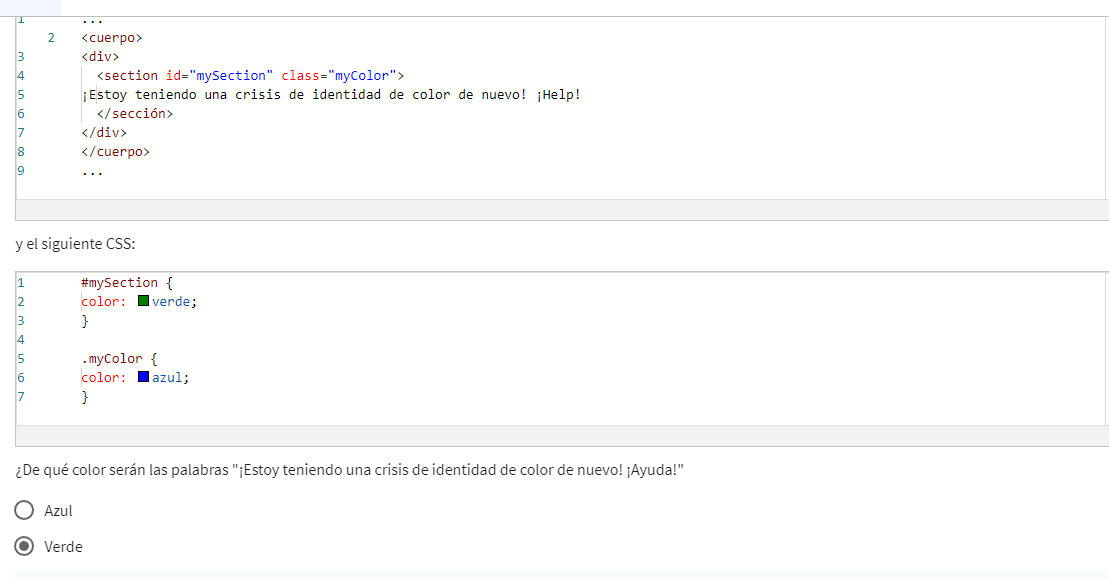 1 ...
2 <cuerpo>
3 <div>
4 <section id="mySection" class="myColor">
5 ¡Estoy teniendo una crisis de identidad de color de nuevo! ¡Help!
6 </sección>
7 </div>
8 </cuerpo>
9 ...
y el siguiente CSS:
1 #mySection {
2 color: verde;
3 }
4
5 .myColor {
6 color: azul;
7 }
¿De qué color serán las palabras "¡Estoy teniendo una crisis de identidad de color de nuevo! ¡Ayuda!"
Azul
Verde